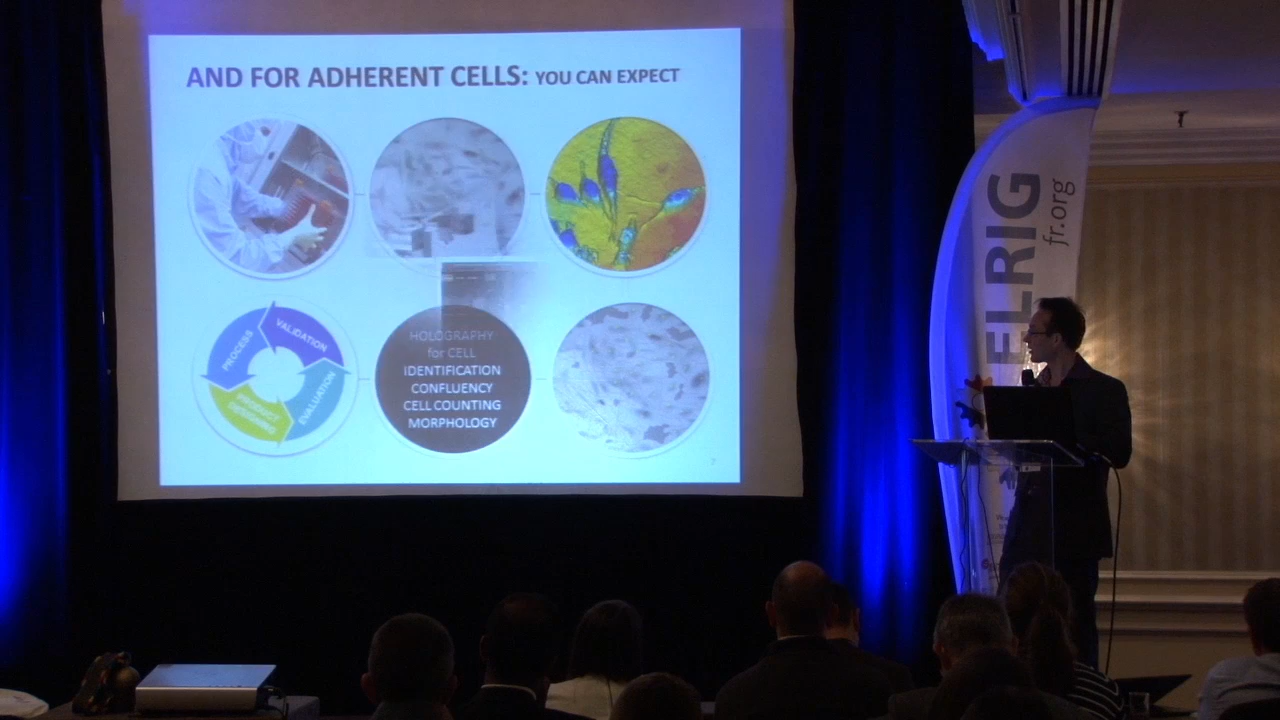 AND FOR ADHERENT CELLS: YOU CAN EXPECT
PROCESS
VALIDATION
EVALUATION
PRODUCT
HOLOGRAPHY
for CELL
IDENTIFICATION
CONFLUENCY
CELL COUNTING
MORPHOLOGY
7
ELRIG
fr.org